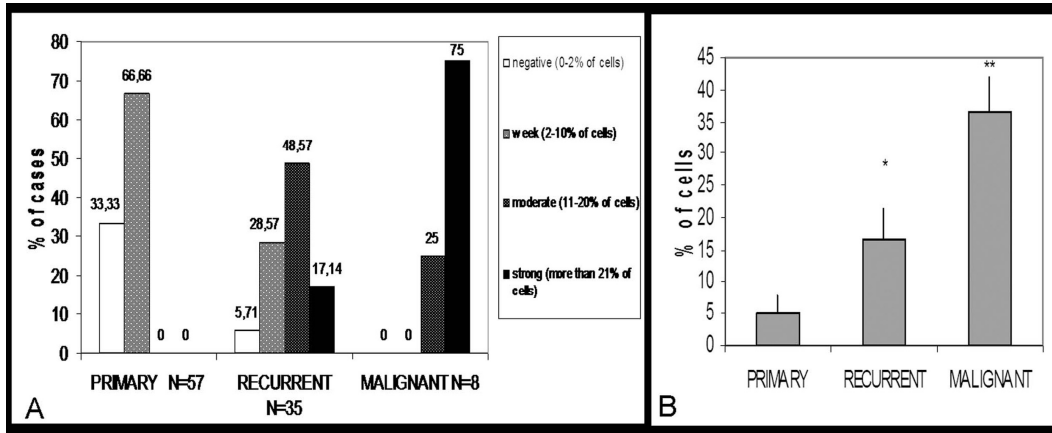 80
70
60
50
40
30
20
10
0
% of cases
33,33
66,66
0
0
5,71
28,57
48,57
17,14
0
0
25
75
PRIMARY N=57
RECURRENT
N=35
MALIGNANT N=8
negative (0-2% of cells)
week (2-10% of cells)
moderate (11-20% of cells)
strong (more than 21% of
cells)
A
45
40
35
30
25
20
15
10
5
0
% of cells
*
**
PRIMARY
RECURRENT
MALIGNANT
B